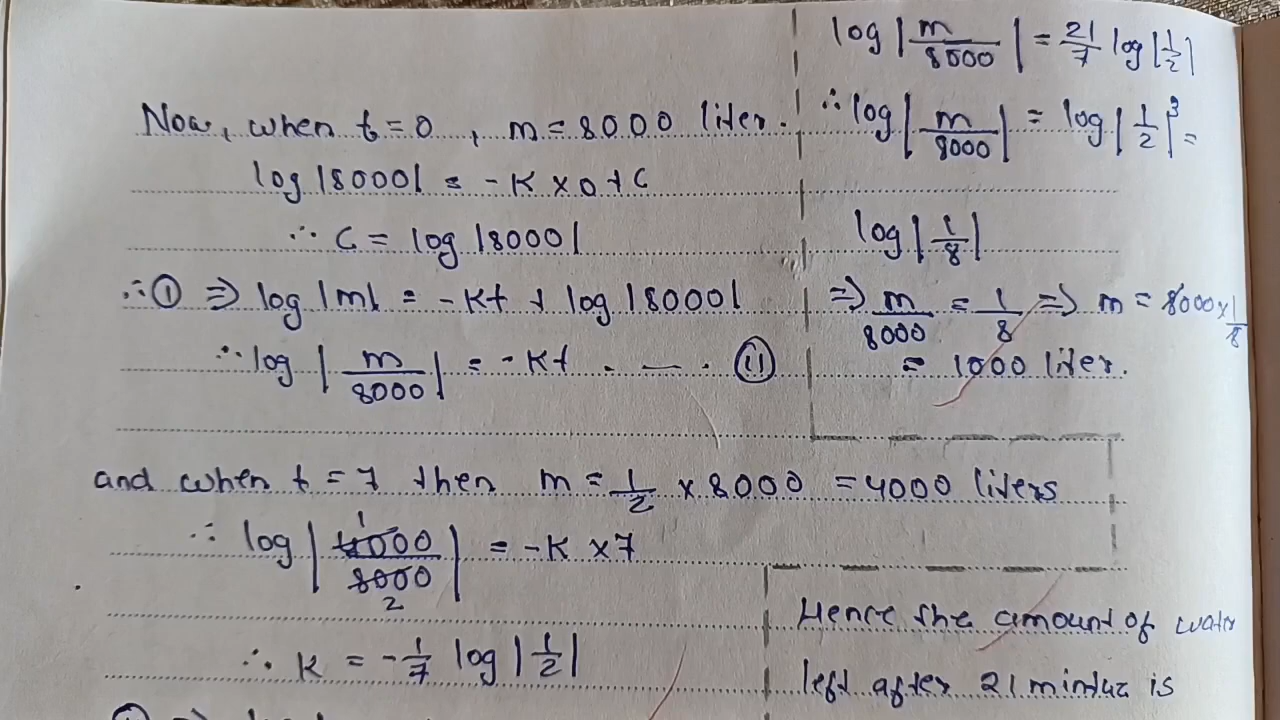 Now, when t=0, m=8000 liter.
log|8000| = -K×0+C
∴ C = log|8000|
∴ ① ⇒ log|m| = -Kt + log|8000|
∴ log|m/8000| = -Kt . — . ⑪
and when t=7 then m=1/2 ×8000 =4000 liters
∴ log|4000/8000| = -K×7
1
2
∴ K = -1/7 log|1/2|
log|m/8000| = 21/7 log|1/2|
∴ log|m/8000| = log|1/2|³ =
log|1/8|
⇒ m/8000 = 1/8 ⇒ m = 8000×1/8
= 1000 liter.
Hence the amount of water
left after 21 mintuz is